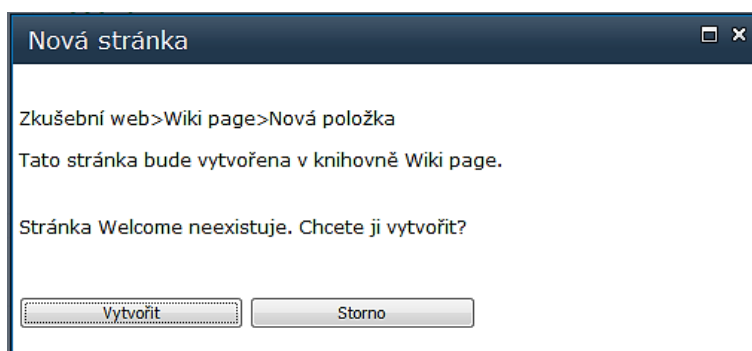 Nová stránka
Zkušební web>Wiki page>Nová položka
Tato stránka bude vytvořena v knihovně Wiki page.
Stránka Welcome neexistuje. Chcete ji vytvořit?
Vytvořit Storno